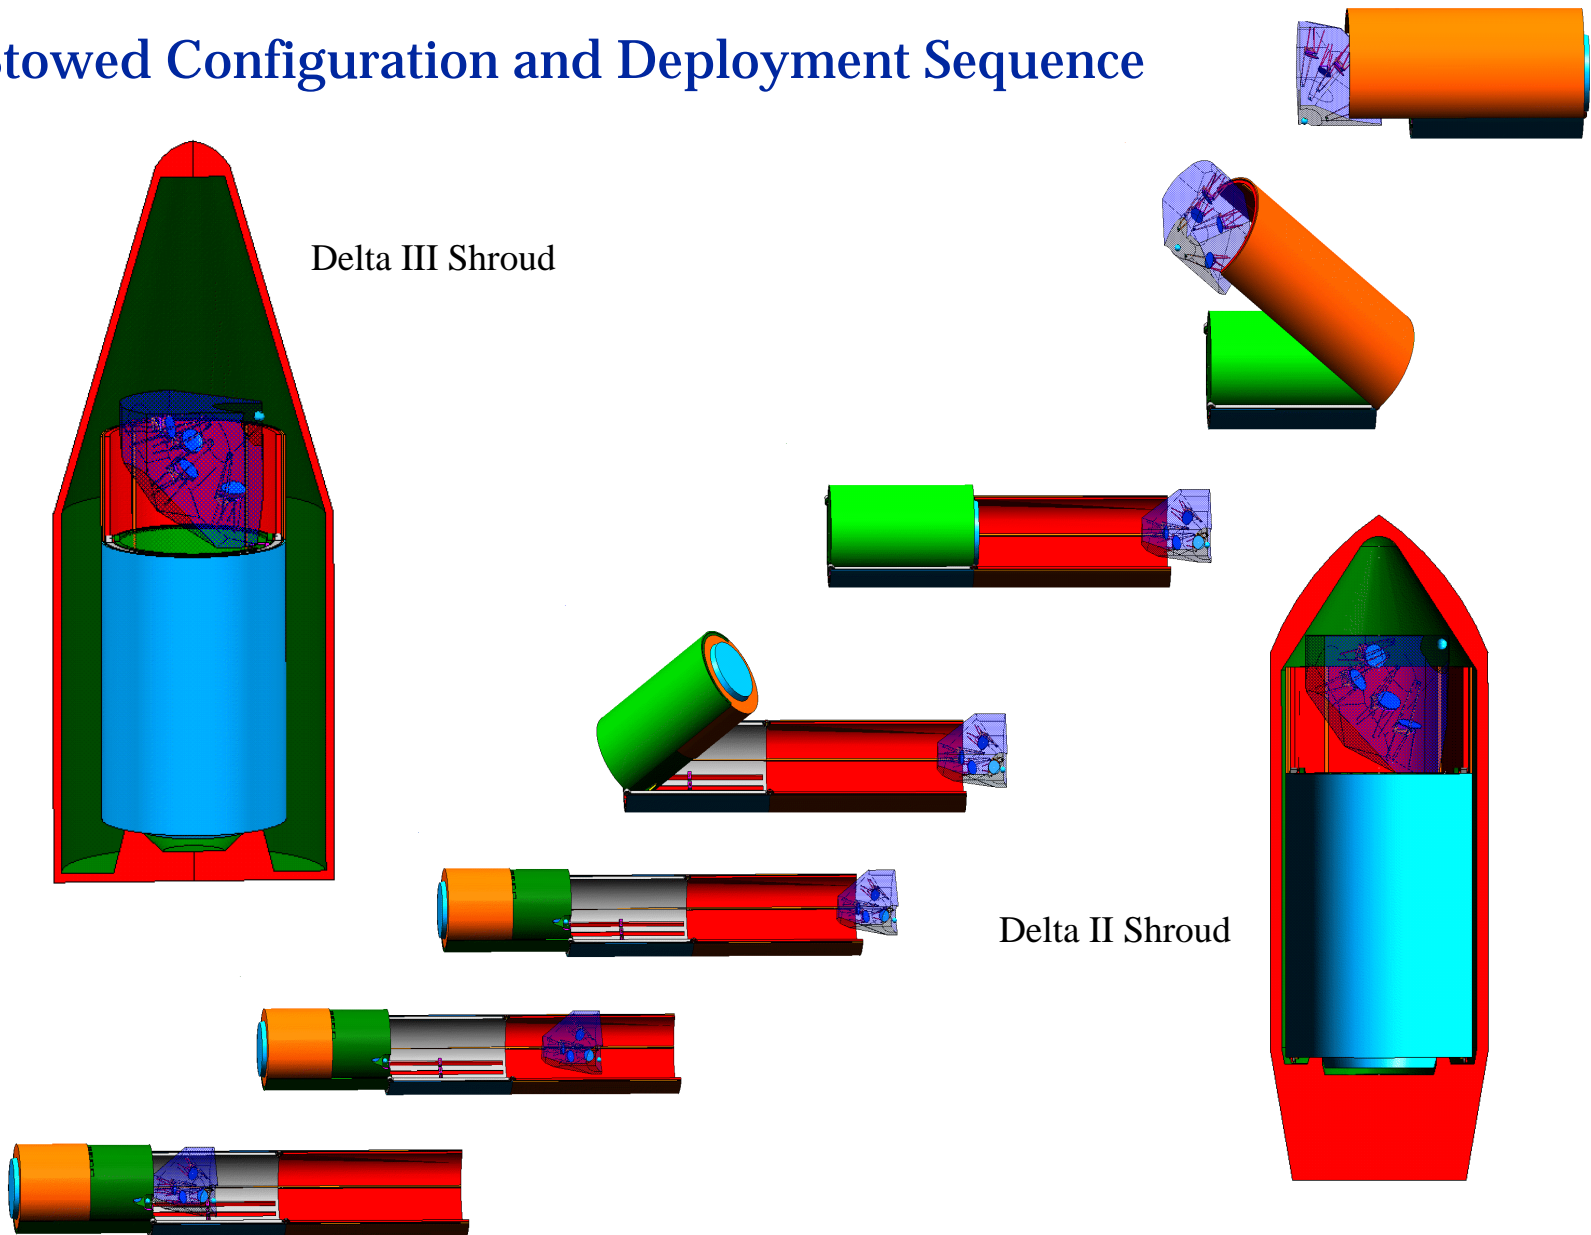 towed Configuration and Deployment Sequence
Delta III Shroud
Delta II Shroud